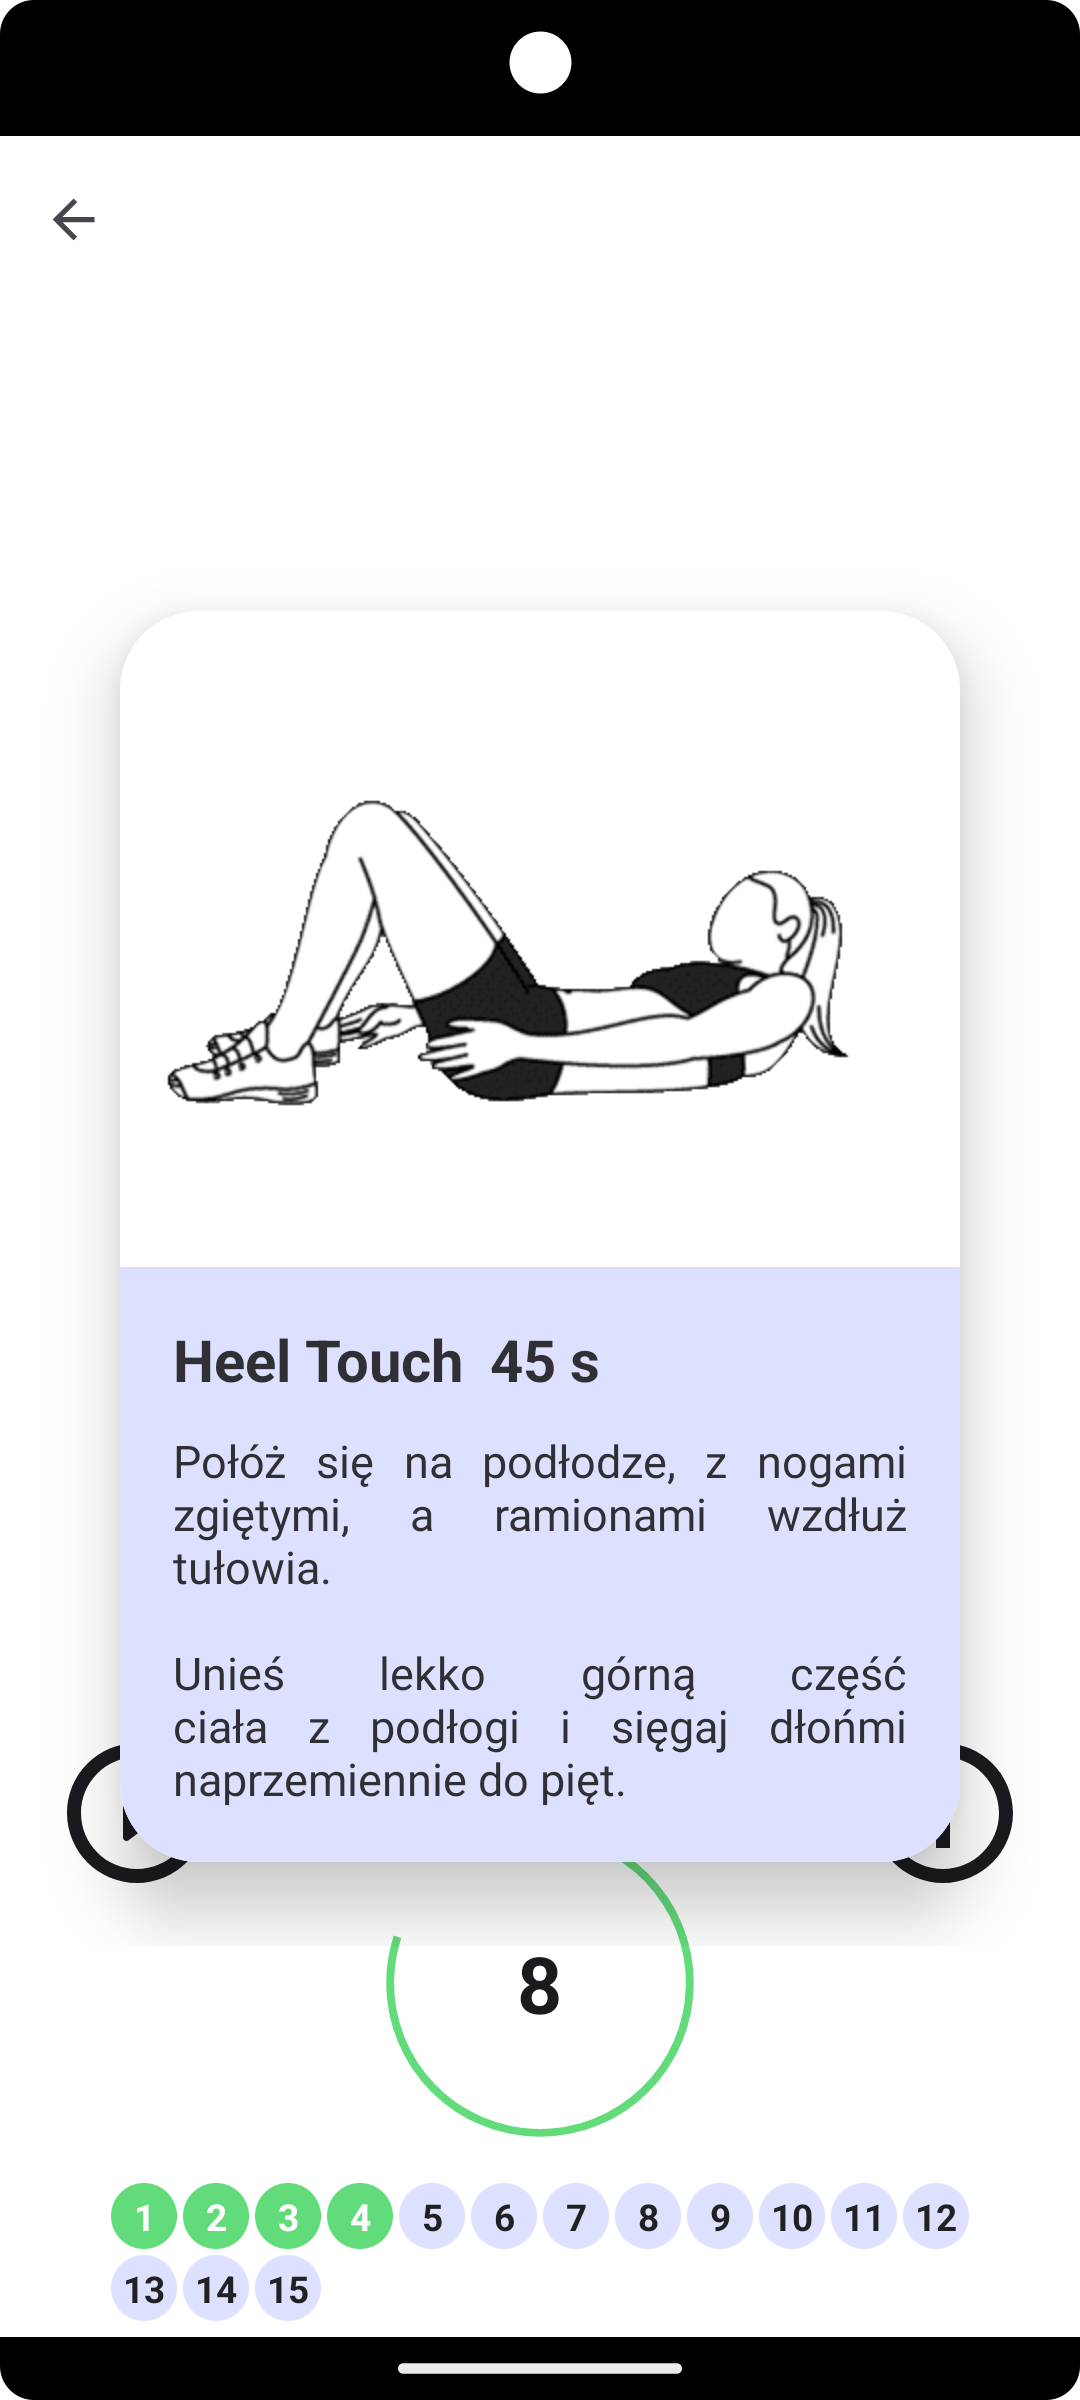 Heel Touch 45 s
Połóż się na podłodze, z nogami
zgiętymi, a ramionami wzdłuż
tułowia.
Unieś lekko górną część
ciała z podłogi i sięgaj dłońmi
naprzemiennie do pięt.
8
1 2 3 4 5 6 7 8 9 10 11 12
13 14 15